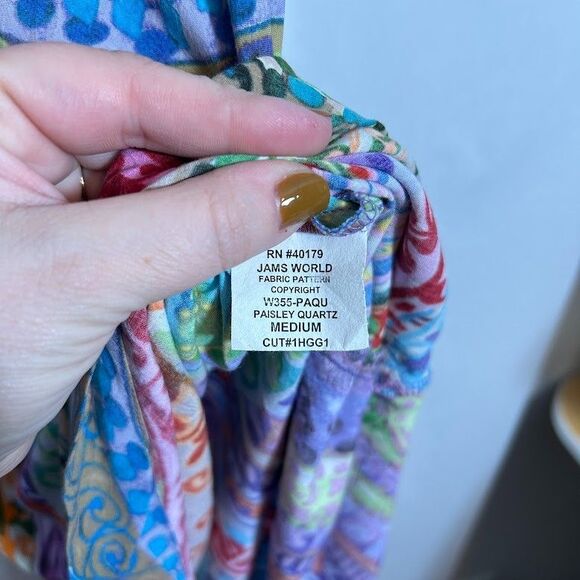 RN #40179
JAMS WORLD
FABRIC PATTERN
COPYRIGHT
W355-PAQU
PAISLEY QUARTZ
MEDIUM
CUT#1HGG1